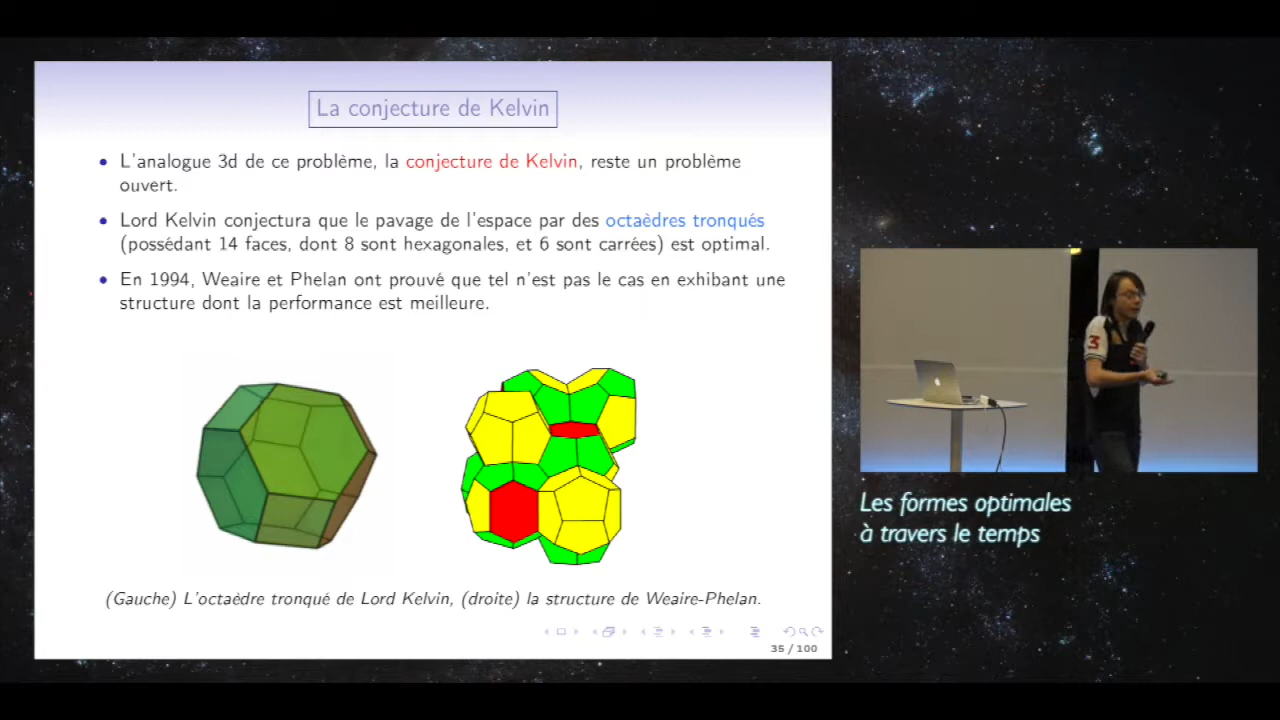 La conjecture de Kelvin
L'analogue 3d de ce problème, la conjecture de Kelvin, reste un problème
ouvert.
Lord Kelvin conjectura que le pavage de l'espace par des octaèdres tronqués
(possédant 14 faces, dont 8 sont hexagonales, et 6 sont carrées) est optimal.
En 1994, Weaire et Phelan ont prouvé que tel n'est pas le cas en exhibant une
structure dont la performance est meilleure.
(Gauche) L'octaèdre tronqué de Lord Kelvin, (droite) la structure de Weaire-Phelan.
35 / 100
3
Les formes optimales
à travers le temps